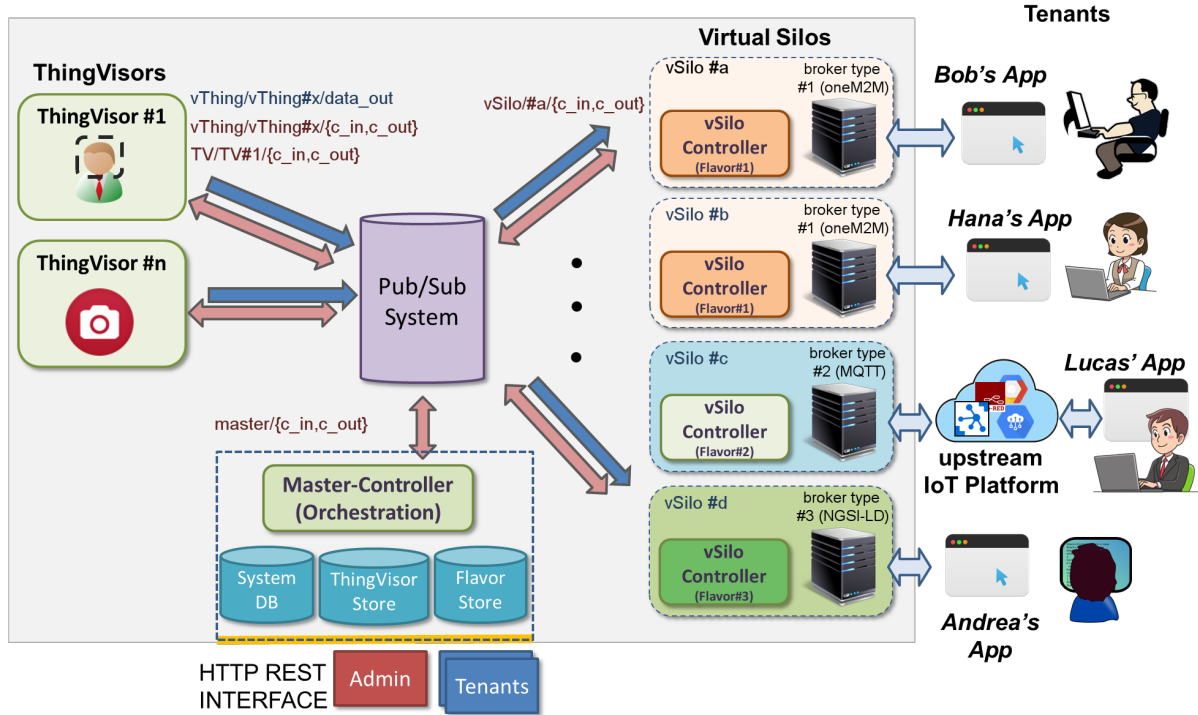 Tenants
Virtual Silos
ThingVisors
ThingVisor #1
vThing/vThing#x/data_out
vThing/vThing#x/{c_in,c_out}
TV/TV#1/{c_in,c_out}
ThingVisor #n
Pub/Sub
System
vSilo/#a/{c_in,c_out}
vSilo #a
broker type
#1 (oneM2M)
vSilo
Controller
(Flavor#1)
Bob's App
vSilo #b
broker type
#1 (oneM2M)
vSilo
Controller
(Flavor#1)
Hana's App
vSilo #c
broker type
#2 (MQTT)
vSilo
Controller
(Flavor#2)
-RED
upstream
IoT Platform
Lucas' App
vSilo #d
broker type
#3 (NGSI-LD)
vSilo
Controller
(Flavor#3)
Andrea's
App
master/{c_in,c_out}
Master-Controller
(Orchestration)
System
DB
ThingVisor
Store
Flavor
Store
HTTP REST
INTERFACE
Admin
Tenants